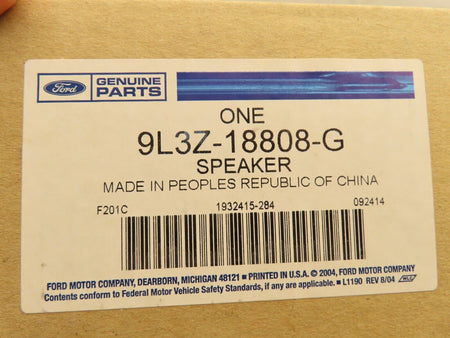 Ford
GENUINE
PARTS
ONE
9L3Z-18808-G
SPEAKER
MADE IN PEOPLES REPUBLIC OF CHINA
F201C 1932415-284 092414
FORD MOTOR COMPANY, DEARBORN, MICHIGAN 48121 ■ PRINTED IN U.S.A. © 2004, FORD MOTOR COMPANY
Contents conform to Federal Motor Vehicle Safety Standards, if any are applicable. ■ L1190 REV 8/04